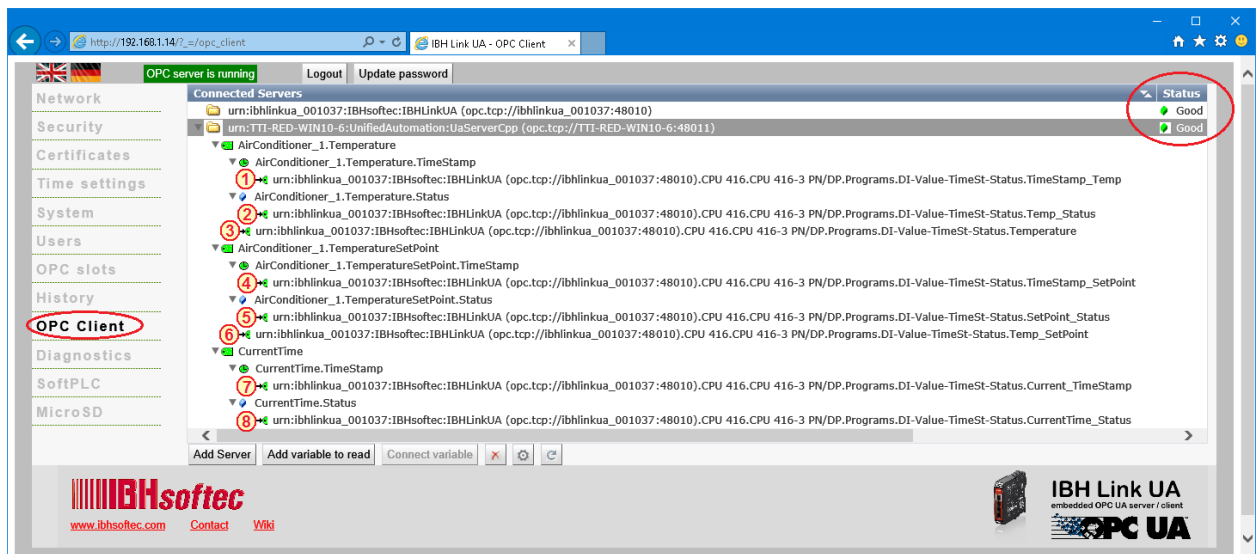 http://192.168.1.14/?_=/opc_client
IBH Link UA - OPC Client
OPC server is running
Logout
Update password
Network
Security
Certificates
Time settings
System
Users
OPC slots
History
OPC Client
Diagnostics
SoftPLC
MicroSD
Connected Servers
Status
urn:ibhlinkua_001037:IBHsoftec:IBHLinkUA (opc.tcp://ibhlinkua_001037:48010)
Good
urn:TTI-RED-WIN10-6:UnifiedAutomation:UaServerCpp (opc.tcp://TTI-RED-WIN10-6:48011)
Good
AirConditioner_1.Temperature
AirConditioner_1.Temperature.TimeStamp
1 urn:ibhlinkua_001037:IBHsoftec:IBHLinkUA (opc.tcp://ibhlinkua_001037:48010).CPU 416.CPU 416-3 PN/DP.Programs.DI-Value-TimeSt-Status.TimeStamp_Temp
AirConditioner_1.Temperature.Status
2 urn:ibhlinkua_001037:IBHsoftec:IBHLinkUA (opc.tcp://ibhlinkua_001037:48010).CPU 416.CPU 416-3 PN/DP.Programs.DI-Value-TimeSt-Status.Temp_Status
3 urn:ibhlinkua_001037:IBHsoftec:IBHLinkUA (opc.tcp://ibhlinkua_001037:48010).CPU 416.CPU 416-3 PN/DP.Programs.DI-Value-TimeSt-Status.Temperature
AirConditioner_1.TemperatureSetPoint
AirConditioner_1.TemperatureSetPoint.TimeStamp
4 urn:ibhlinkua_001037:IBHsoftec:IBHLinkUA (opc.tcp://ibhlinkua_001037:48010).CPU 416.CPU 416-3 PN/DP.Programs.DI-Value-TimeSt-Status.TimeStamp_SetPoint
AirConditioner_1.TemperatureSetPoint.Status
5 urn:ibhlinkua_001037:IBHsoftec:IBHLinkUA (opc.tcp://ibhlinkua_001037:48010).CPU 416.CPU 416-3 PN/DP.Programs.DI-Value-TimeSt-Status.SetPoint_Status
6 urn:ibhlinkua_001037:IBHsoftec:IBHLinkUA (opc.tcp://ibhlinkua_001037:48010).CPU 416.CPU 416-3 PN/DP.Programs.DI-Value-TimeSt-Status.Temp_SetPoint
CurrentTime
CurrentTime.TimeStamp
7 urn:ibhlinkua_001037:IBHsoftec:IBHLinkUA (opc.tcp://ibhlinkua_001037:48010).CPU 416.CPU 416-3 PN/DP.Programs.DI-Value-TimeSt-Status.Current_TimeStamp
CurrentTime.Status
8 urn:ibhlinkua_001037:IBHsoftec:IBHLinkUA (opc.tcp://ibhlinkua_001037:48010).CPU 416.CPU 416-3 PN/DP.Programs.DI-Value-TimeSt-Status.CurrentTime_Status
Add Server
Add variable to read
Connect variable
IBHsoftec
www.ibhsoftec.com
Contact
Wiki
IBH Link UA
embedded OPC UA server / client
OPC UA